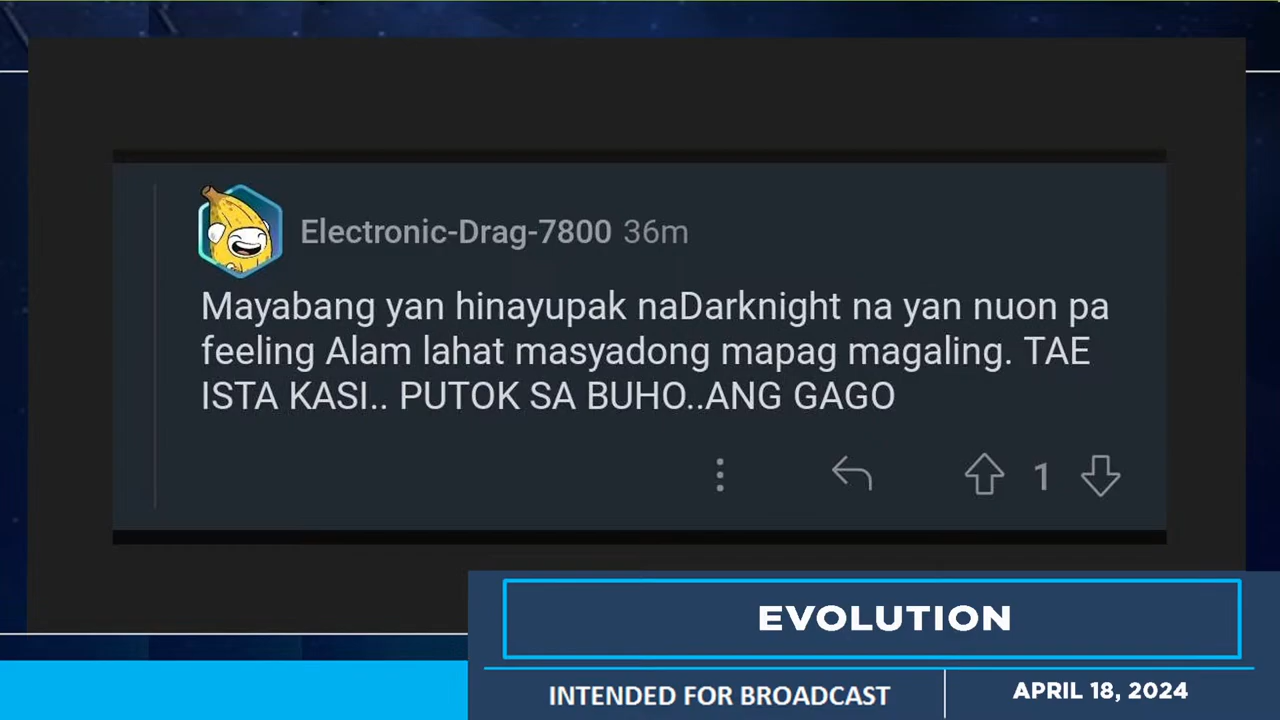 Electronic-Drag-7800 36m
Mayabang yan hinayupak naDarknight na yan nuon pa
feeling Alam lahat masyadong mapag magaling. TAE
ISTA KASI.. PUTOK SA BUHO..ANG GAGO
1
EVOLUTION
INTENDED FOR BROADCAST
APRIL 18, 2024